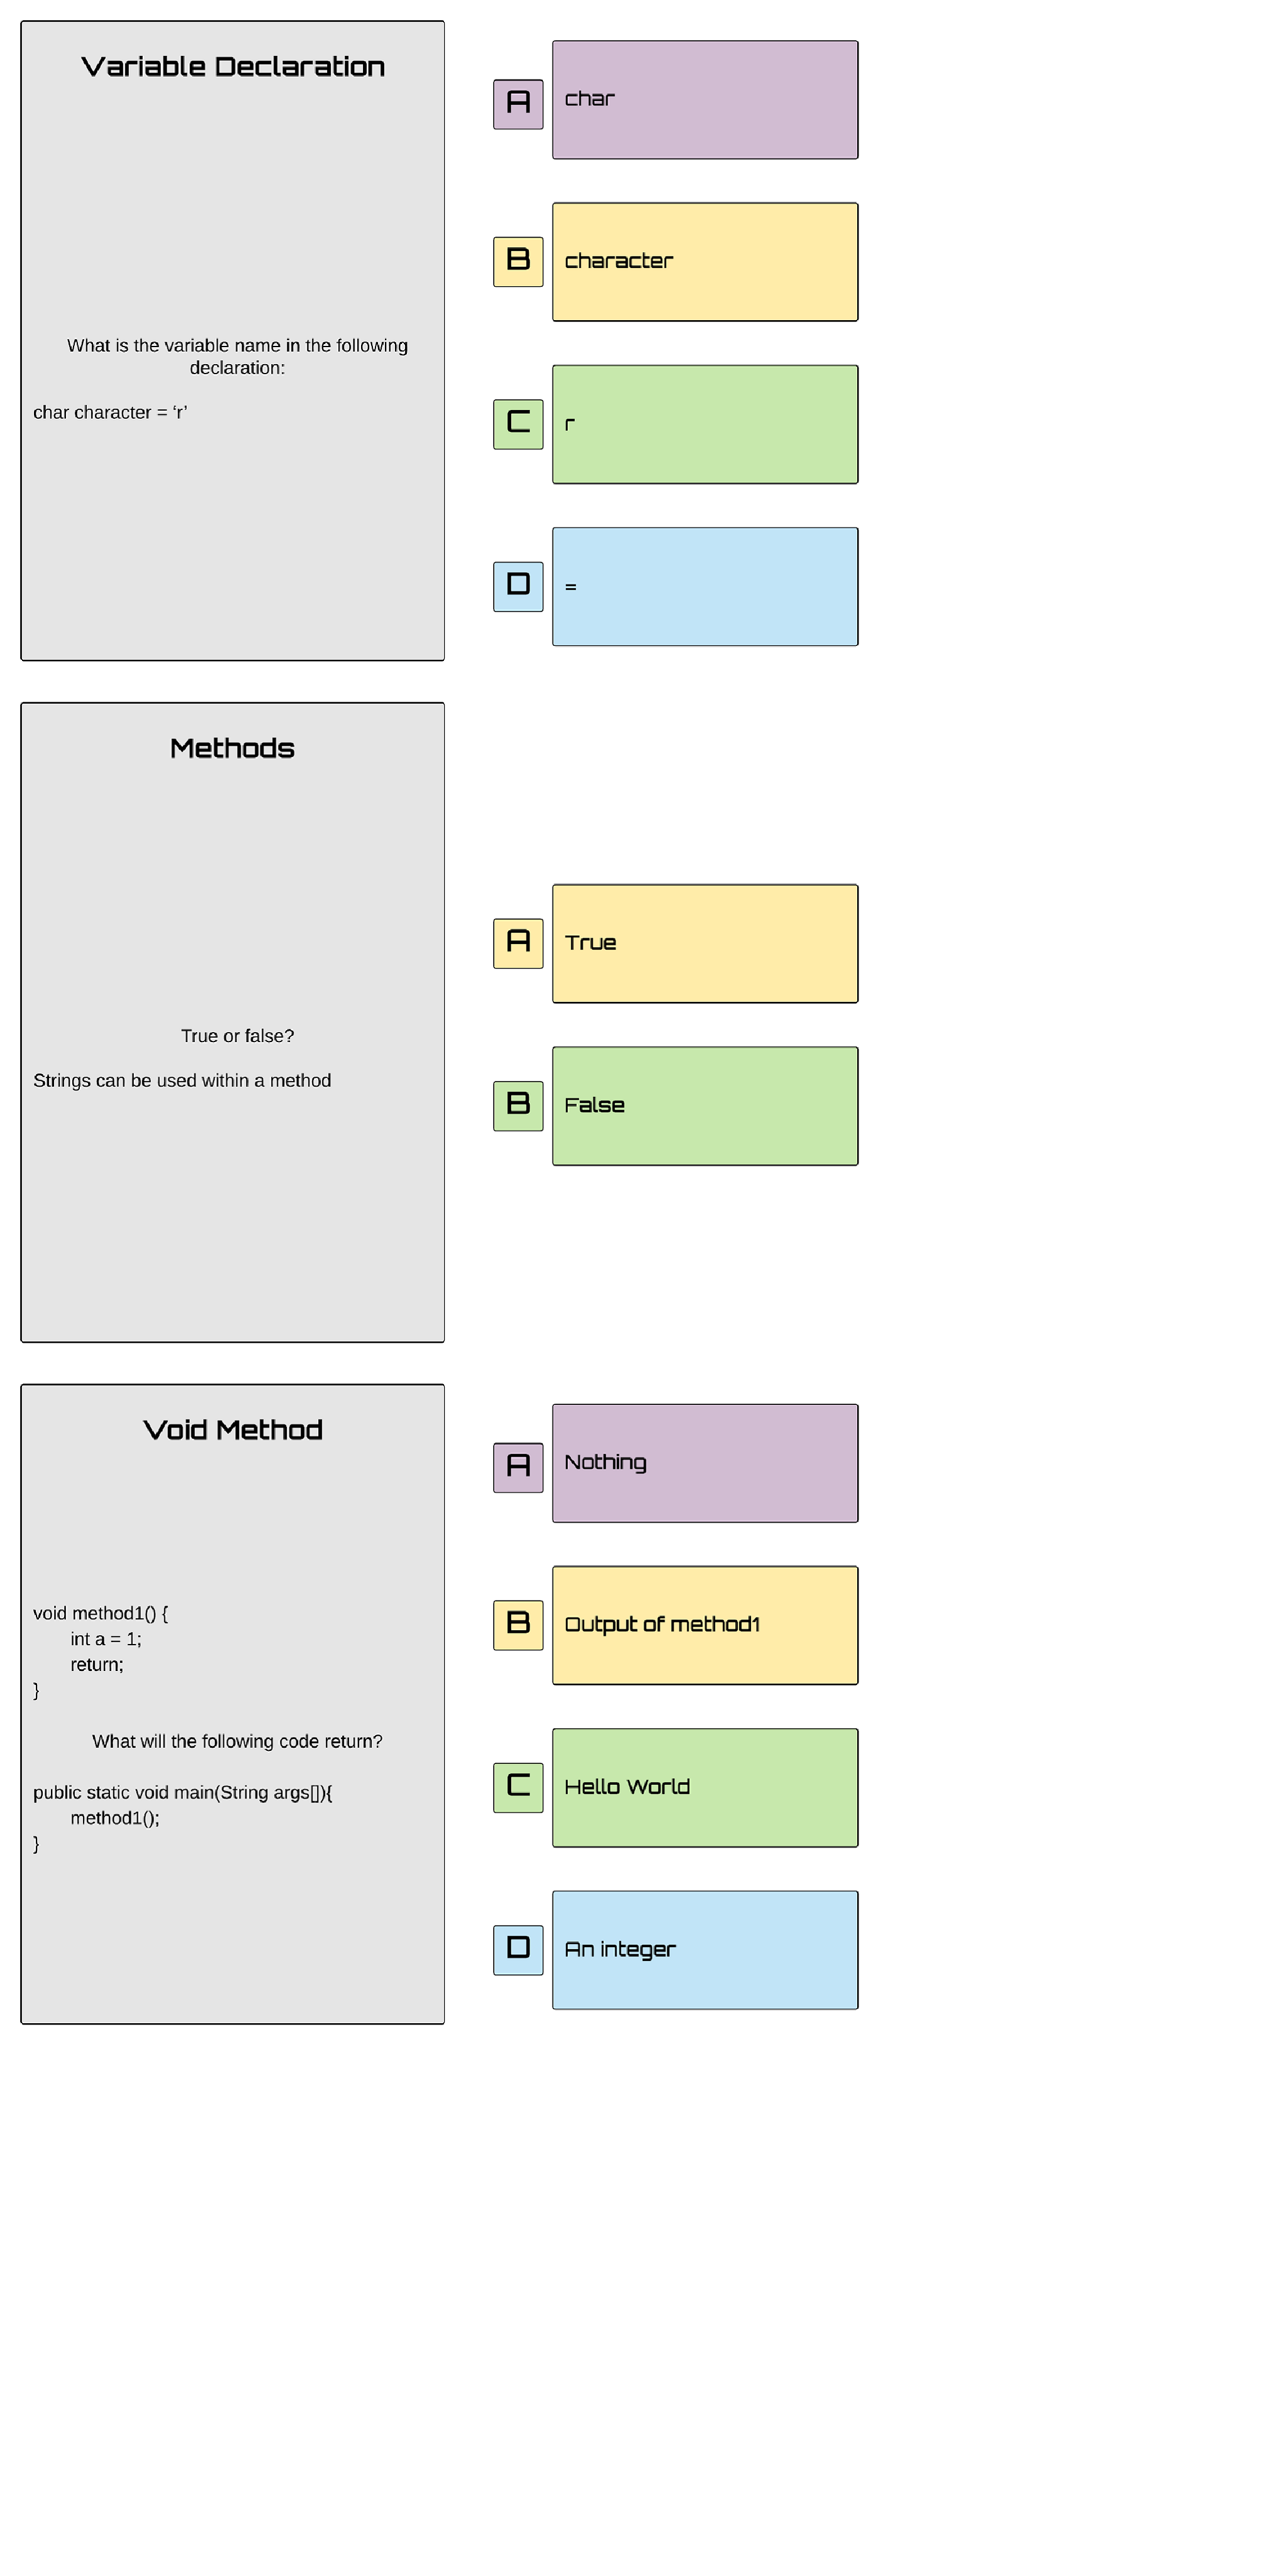 Variable Declaration
What is the variable name in the following
declaration:
char character = ‘r’
A
char
B
character
C
r
D
=
Methods
True or false?
Strings can be used within a method
A
True
B
False
Void Method
void method1() {
int a = 1;
return;
}
What will the following code return?
public static void main(String args[]){
method1();
}
A
Nothing
B
Output of method1
C
Hello World
D
An integer